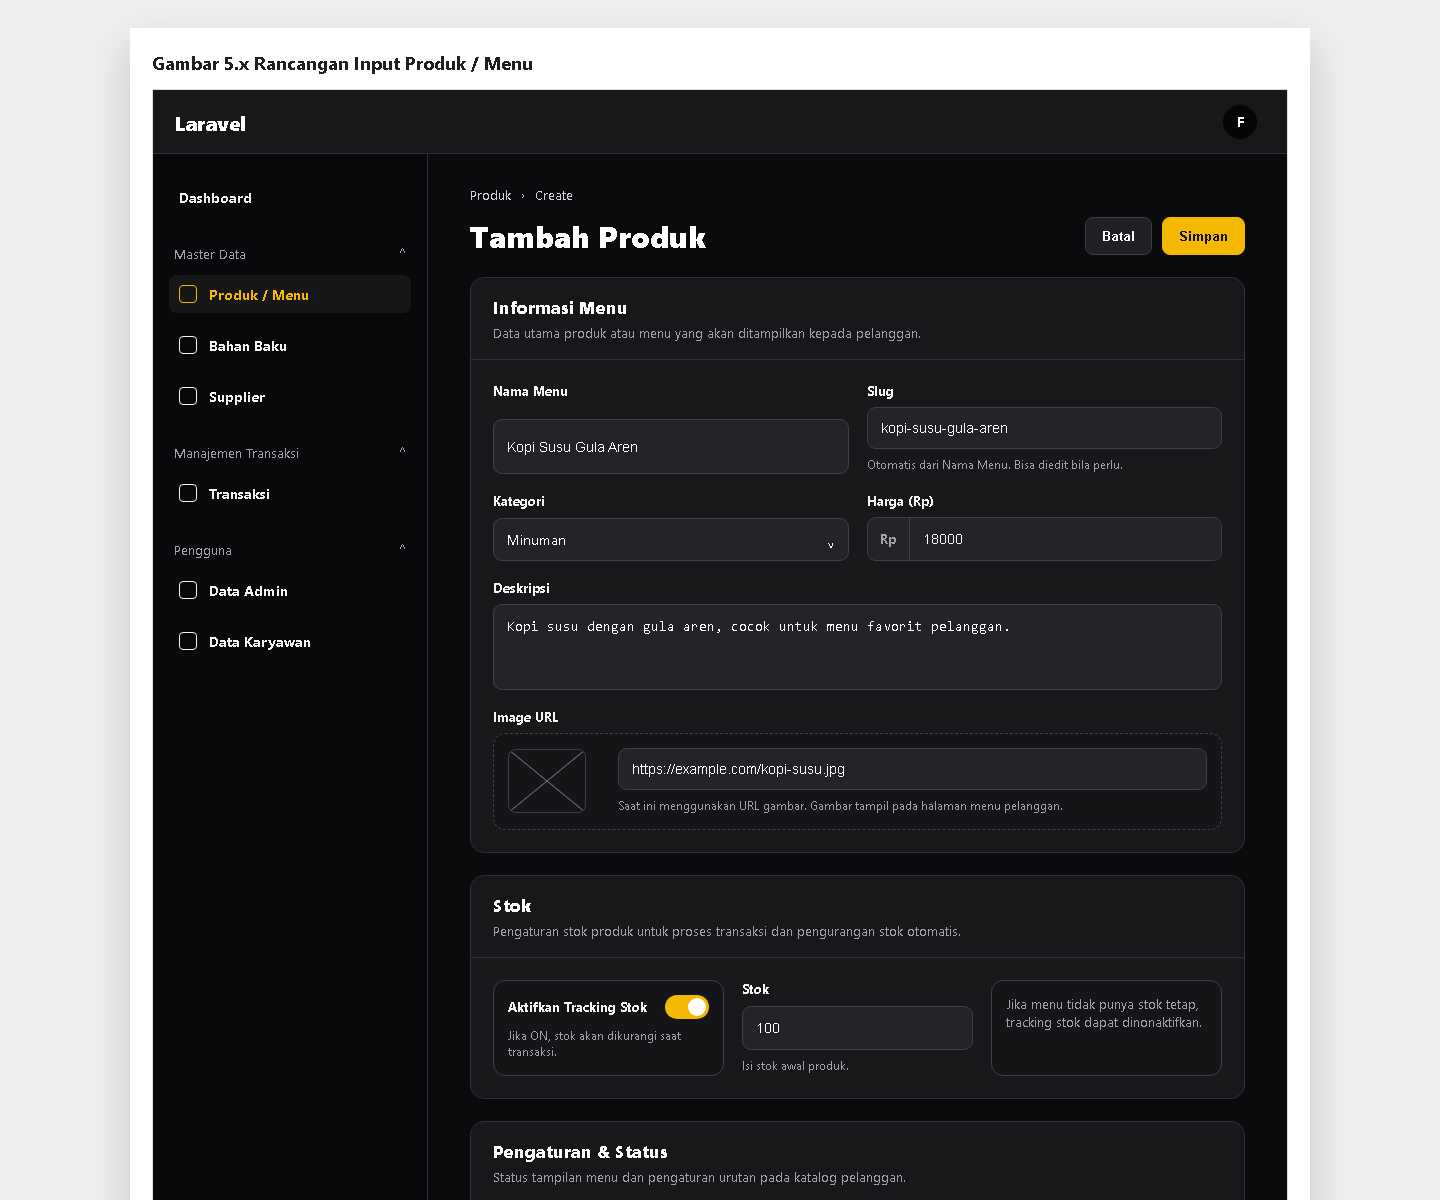 Gambar 5.x Rancangan Input Produk / Menu
Laravel
F
Dashboard
Master Data ^
Produk / Menu
Bahan Baku
Supplier
Manajemen Transaksi ^
Transaksi
Pengguna ^
Data Admin
Data Karyawan
Produk › Create
Tambah Produk
Batal
Simpan
Informasi Menu
Data utama produk atau menu yang akan ditampilkan kepada pelanggan.
Nama Menu
Kopi Susu Gula Aren
Slug
kopi-susu-gula-aren
Otomatis dari Nama Menu. Bisa diedit bila perlu.
Kategori
Minuman
Harga (Rp)
Rp 18000
Deskripsi
Kopi susu dengan gula aren, cocok untuk menu favorit pelanggan.
Image URL
https://example.com/kopi-susu.jpg
Saat ini menggunakan URL gambar. Gambar tampil pada halaman menu pelanggan.
Stok
Pengaturan stok produk untuk proses transaksi dan pengurangan stok otomatis.
Aktifkan Tracking Stok
Jika ON, stok akan dikurangi saat
transaksi.
Stok
100
Isi stok awal produk.
Jika menu tidak punya stok tetap,
tracking stok dapat dinonaktifkan.
Pengaturan & Status
Status tampilan menu dan pengaturan urutan pada katalog pelanggan.